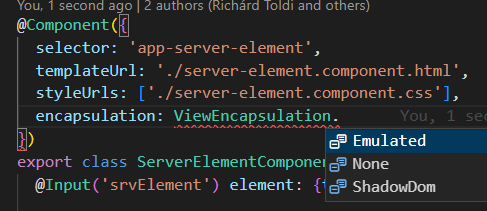 You, 1 second ago | 2 authors (Richárd Toldi and others)
@Component({
selector: 'app-server-element',
templateUrl: './server-element.component.html',
styleUrls: ['./server-element.component.css'],
encapsulation: ViewEncapsulation. You, 1
Emulated
})
None
export class ServerElementComponen
ShadowDom
@Input('srvElement') element: {